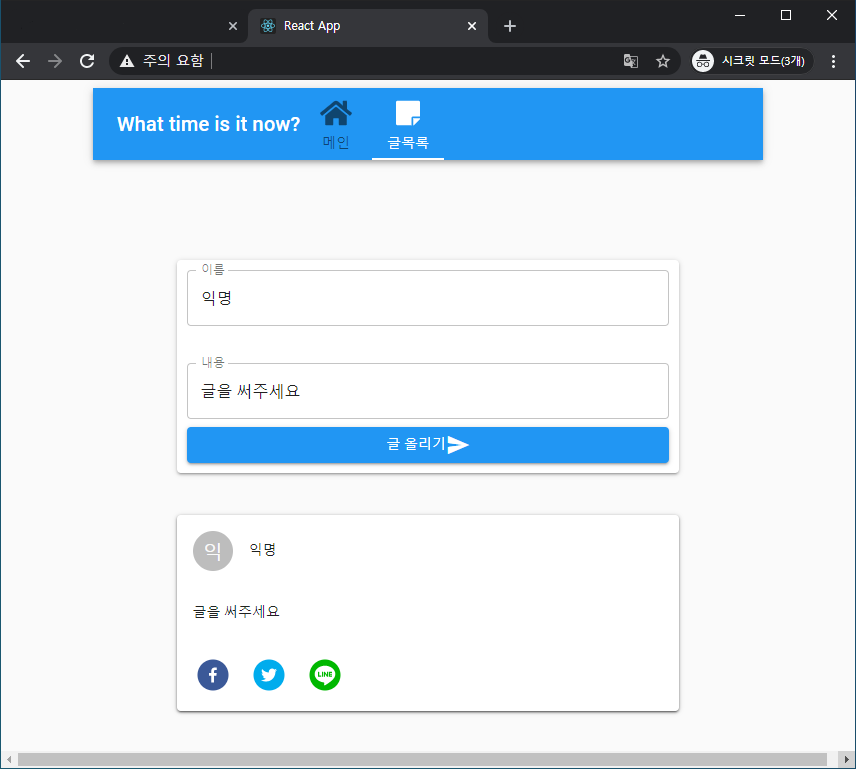 React App
주의 요함
시크릿 모드(3개)
What time is it now?
메인
글목록
이름
익명
내용
글을 써주세요
글 올리기
익
익명
글을 써주세요
LINE